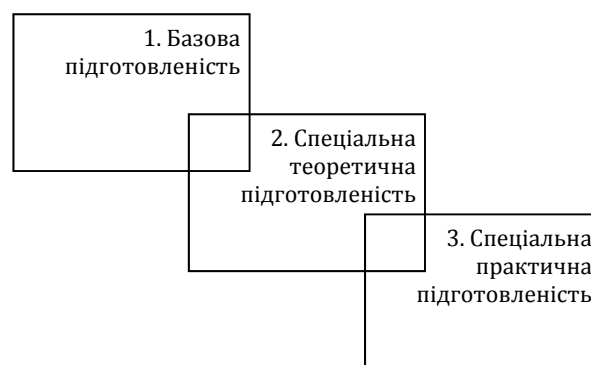 1. Базова
підготовленість
2. Спеціальна
теоретична
підготовленість
3. Спеціальна
практична
підготовленість